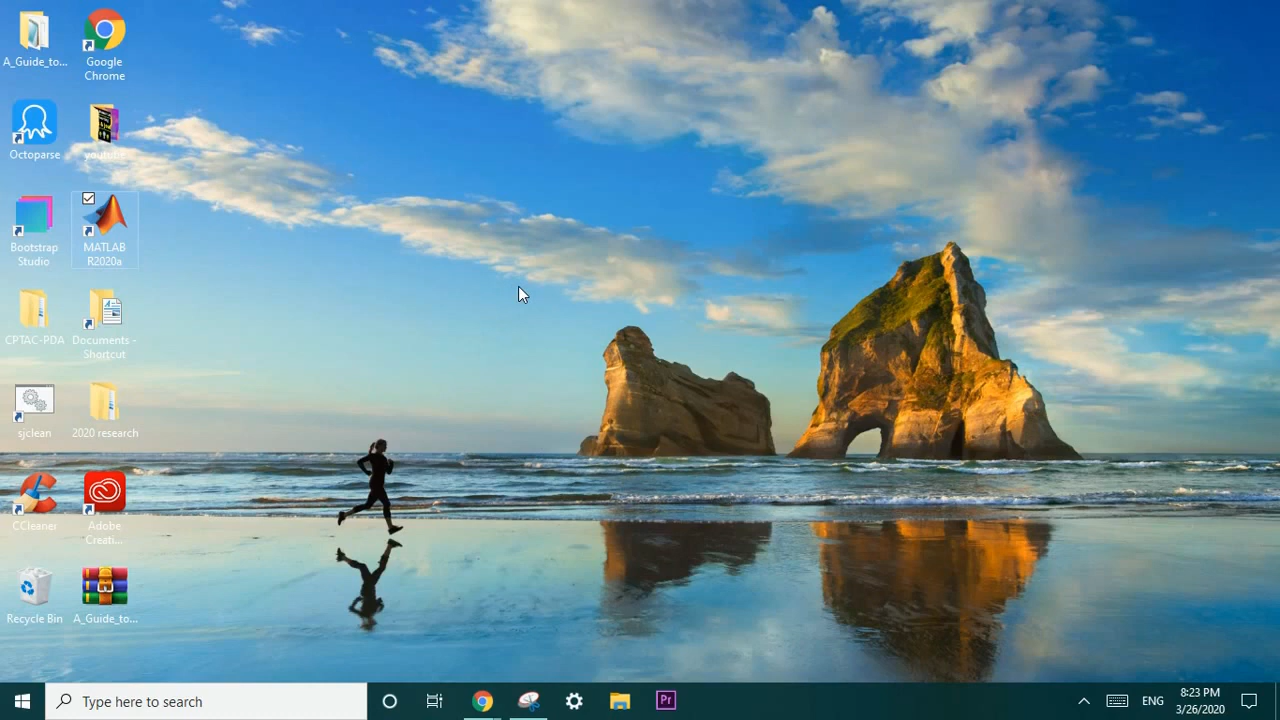 A_Guide_to...
Google
Chrome
Octoparse
youtube
Bootstrap
Studio
MATLAB
R2020a
CPTAC-PDA
Documents -
Shortcut
sjclean
2020 research
CCleaner
Adobe
Creati...
Recycle Bin
A_Guide_to...
Type here to search
Pr
ENG
8:23 PM
3/26/2020